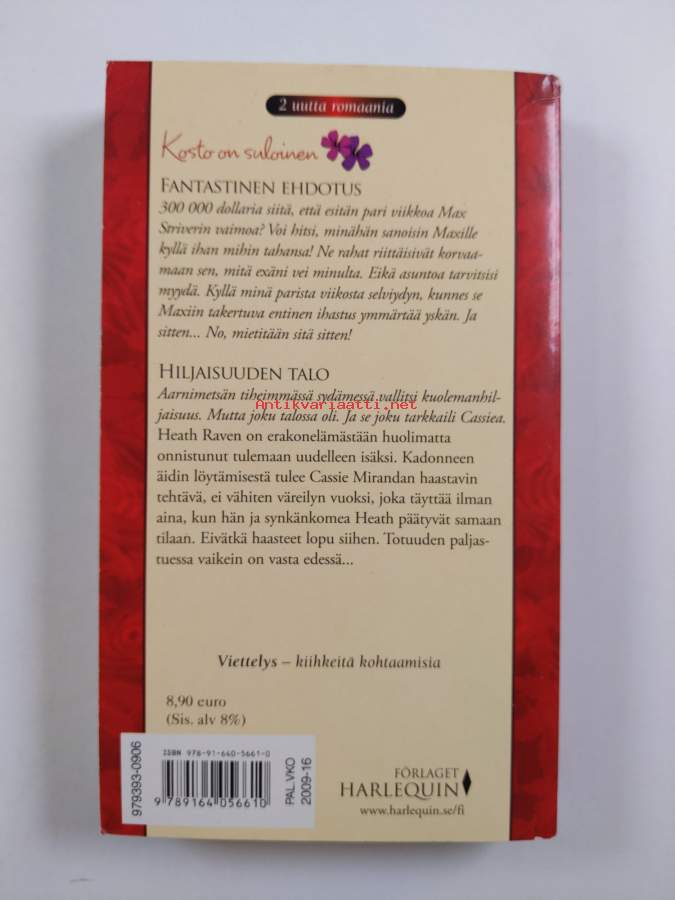 2 uutta romaania
Kosto on suloinen
FANTASTINEN EHDOTUS
300 000 dollaria siitä, että esitän pari viikkoa Max
Striverin vaimoa? Voi hitsi, minähän sanoisin Maxille
kyllä ihan mihin tahansa! Ne rahat riittäisivät korvaa-
maan sen, mitä exäni vei minulta. Eikä asuntoa tarvitsisi
myydä. Kyllä minä parista viikosta selviydyn, kunnes se
Maxiin takertuva entinen ihastus ymmärtää yskän. Ja
sitten... No, mietitään sitä sitten!
HILJAISUUDEN TALO
Aarnimetsän tiheimmässä sydämessä vallitsi kuolemanhil-
Antikvariaatti.net
jaisuus. Mutta joku talossa oli. Ja se joku tarkkaili Cassiea.
Heath Raven on erakonelämästään huolimatta
onnistunut tulemaan uudelleen isäksi. Kadonneen
äidin löytämisestä tulee Cassie Mirandan haastavin
tehtävä, ei vähiten väreilyn vuoksi, joka täyttää ilman
aina, kun hän ja synkänkomea Heath päätyvät samaan
tilaan. Eivätkä haasteet lopu siihen. Totuuden paljas-
tuessa vaikein on vasta edessä...
Viettelys – kiihkeitä kohtaamisia
8,90 euro
(Sis. alv 8%)
979393-0906
ISBN 978-91-640-5661-0
9 789164 056610
PAL.VKO
2009-16
FÖRLAGET
HARLEQUIN
www.harlequin.se/fi